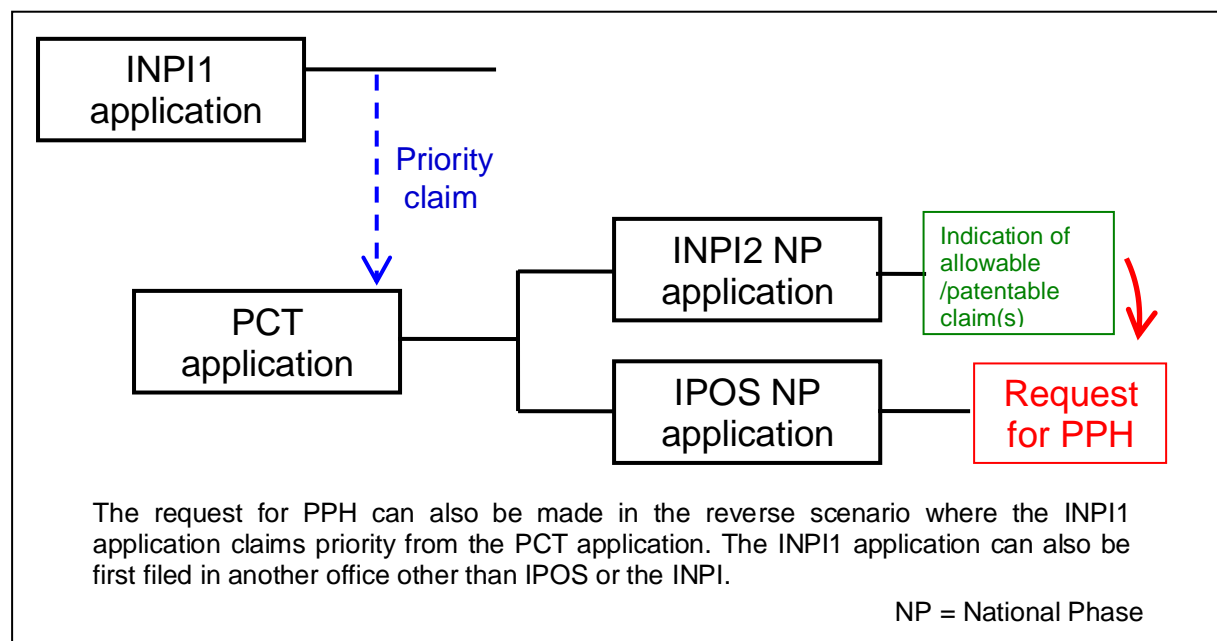 INPI1
application
Priority
claim
PCT
application
INPI2 NP
application
Indication of
allowable
/patentable
claim(s)
IPOS NP
application
Request
for PPH
The request for PPH can also be made in the reverse scenario where the INPI1
application claims priority from the PCT application. The INPI1 application can also be
first filed in another office other than IPOS or the INPI.
NP = National Phase